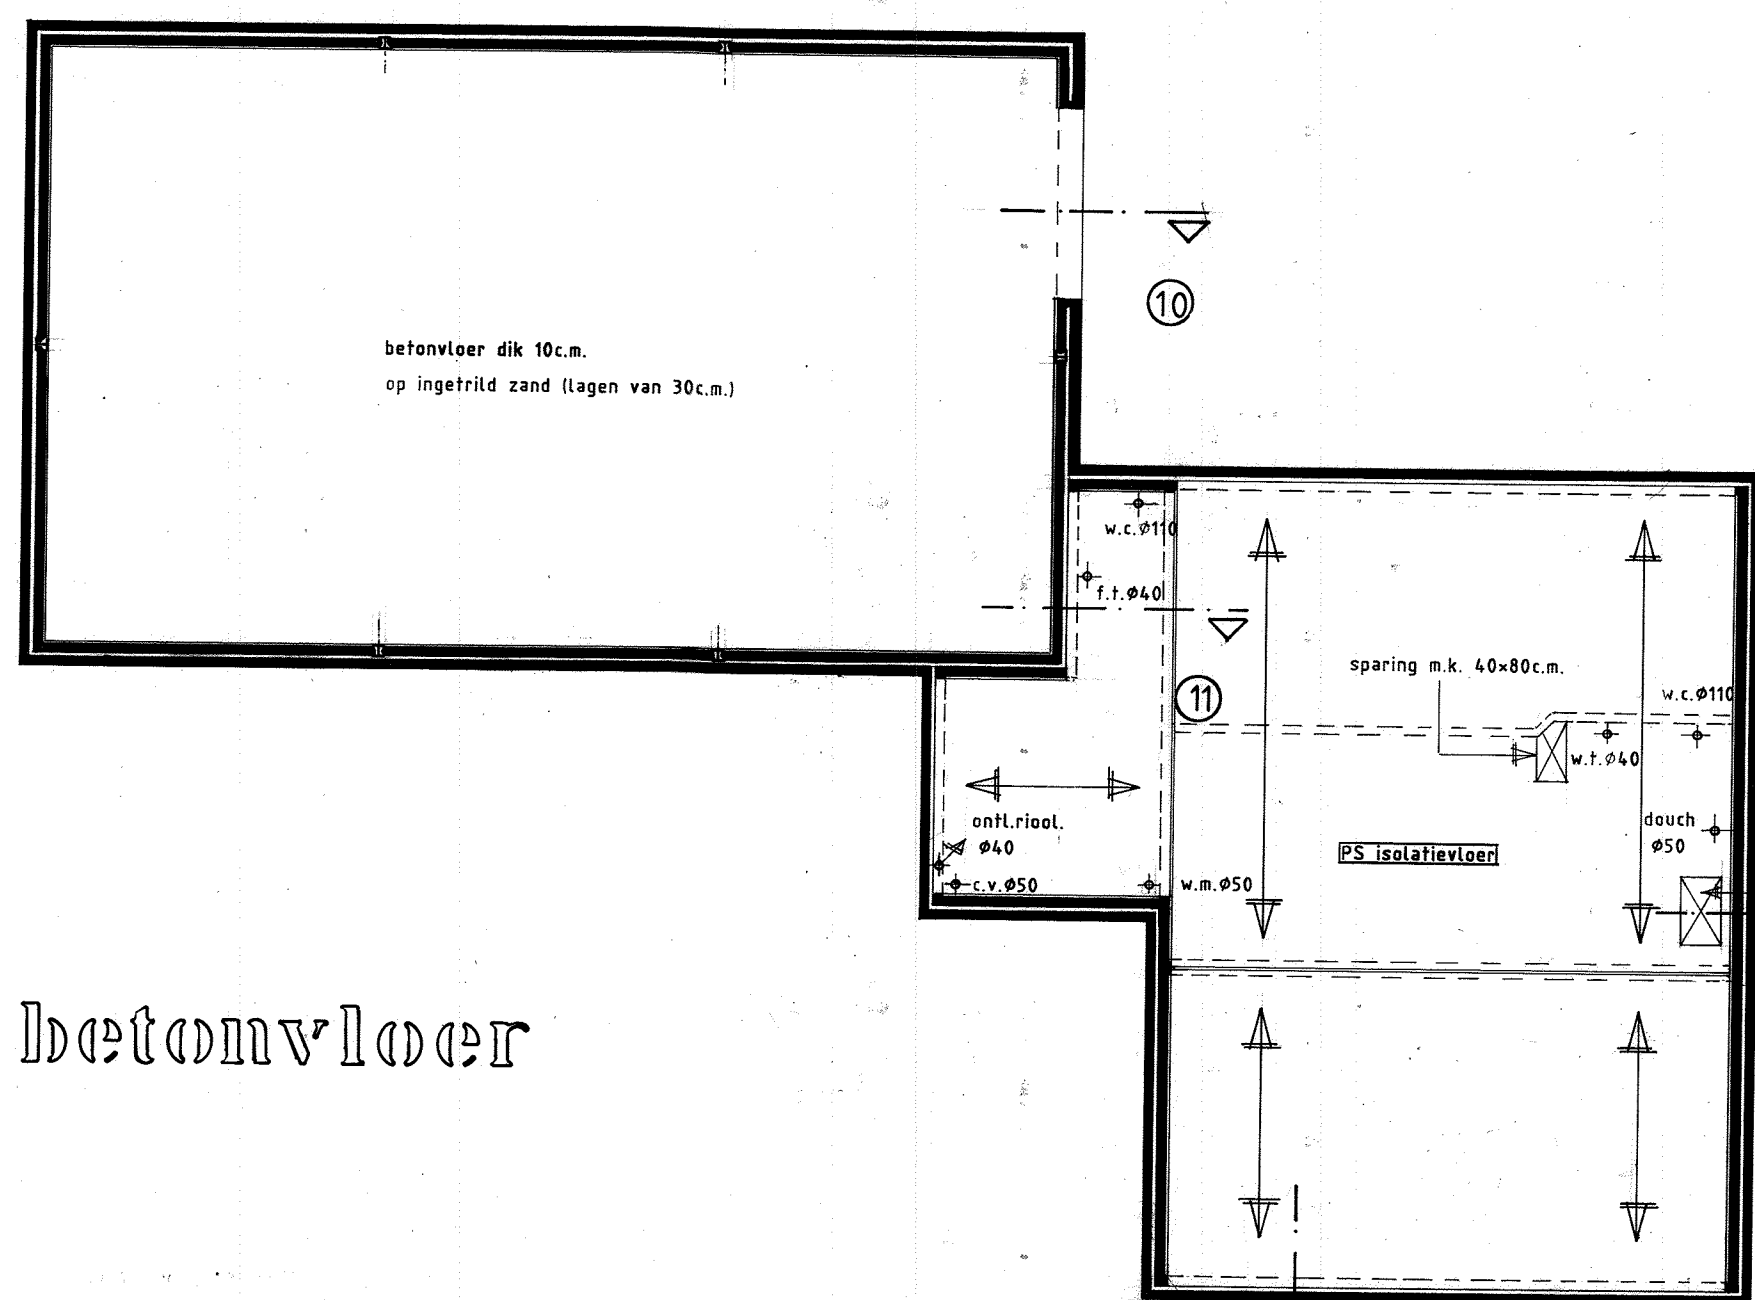 betonvloer dik 10c.m.
op ingetrild zand (lagen van 30c.m.)
10
w.c.ø110
f.t.ø40
11
sparing m.k. 40×80c.m.
w.c.ø110
w.t.ø40
douch
ø50
PS isolatievloer
ontl.riool.
ø40
c.v.ø50
w.m.ø50
betonvloer